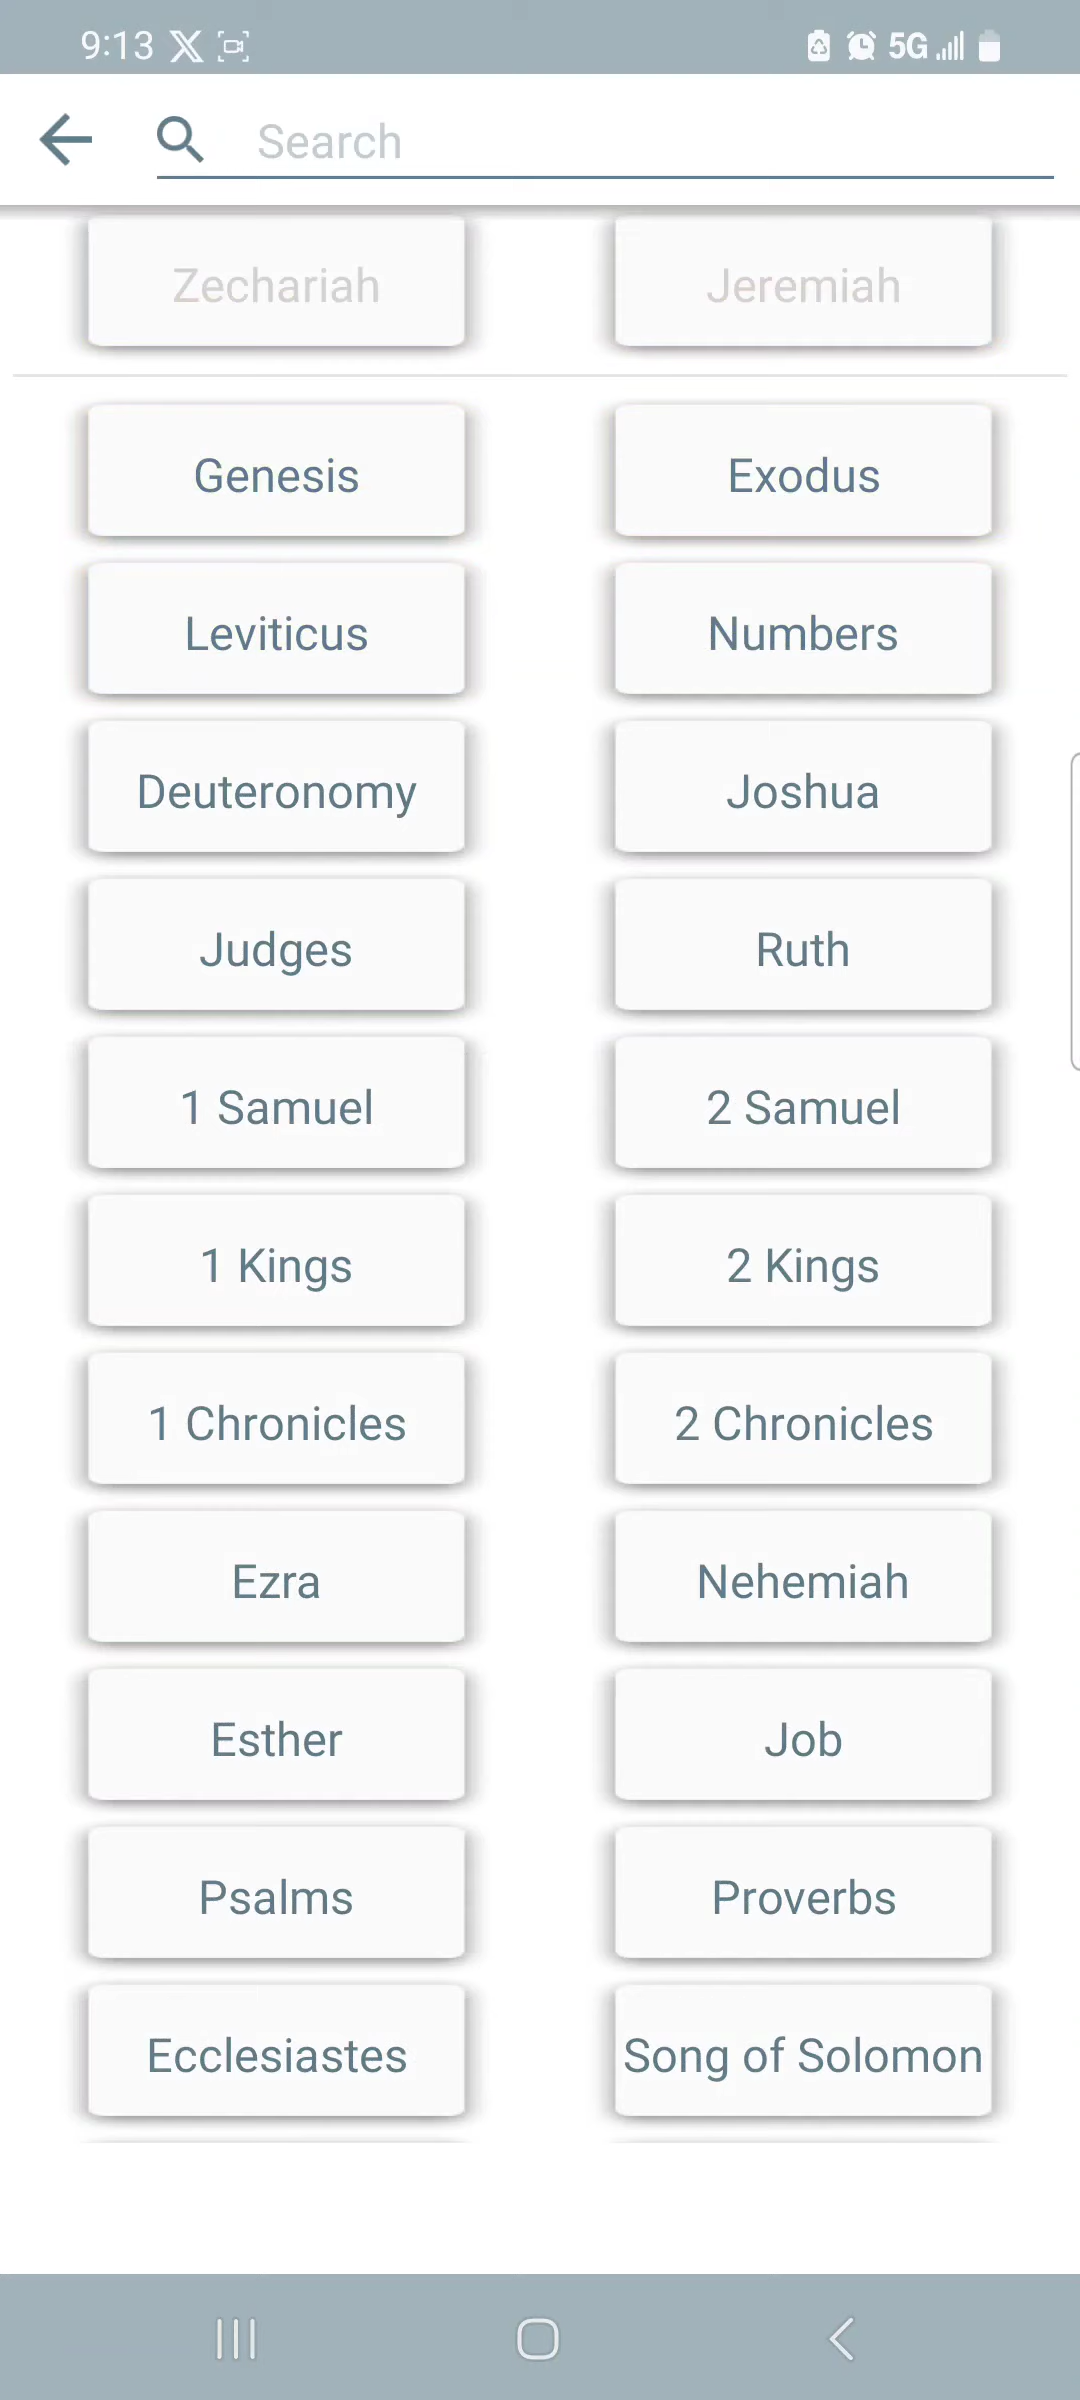 9:13 5G
Search
Zechariah Jeremiah
Genesis Exodus
Leviticus Numbers
Deuteronomy Joshua
Judges Ruth
1 Samuel 2 Samuel
1 Kings 2 Kings
1 Chronicles 2 Chronicles
Ezra Nehemiah
Esther Job
Psalms Proverbs
Ecclesiastes Song of Solomon